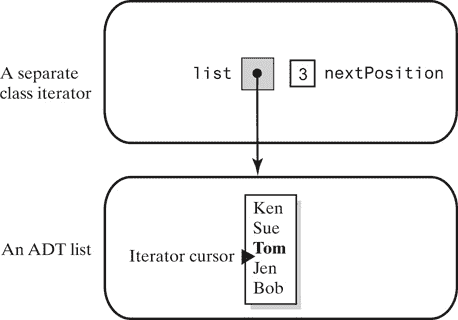 A separate
class iterator
list
3
nextPosition
An ADT list
Iterator cursor
Ken
Sue
Tom
Jen
Bob